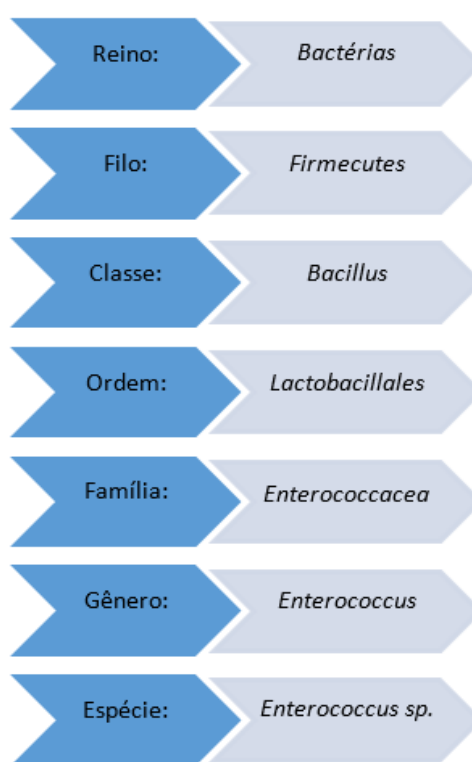 Reino: Bactérias
Filo: Firmecutes
Classe: Bacillus
Ordem: Lactobacillales
Família: Enterococcacea
Gênero: Enterococcus
Espécie: Enterococcus sp.